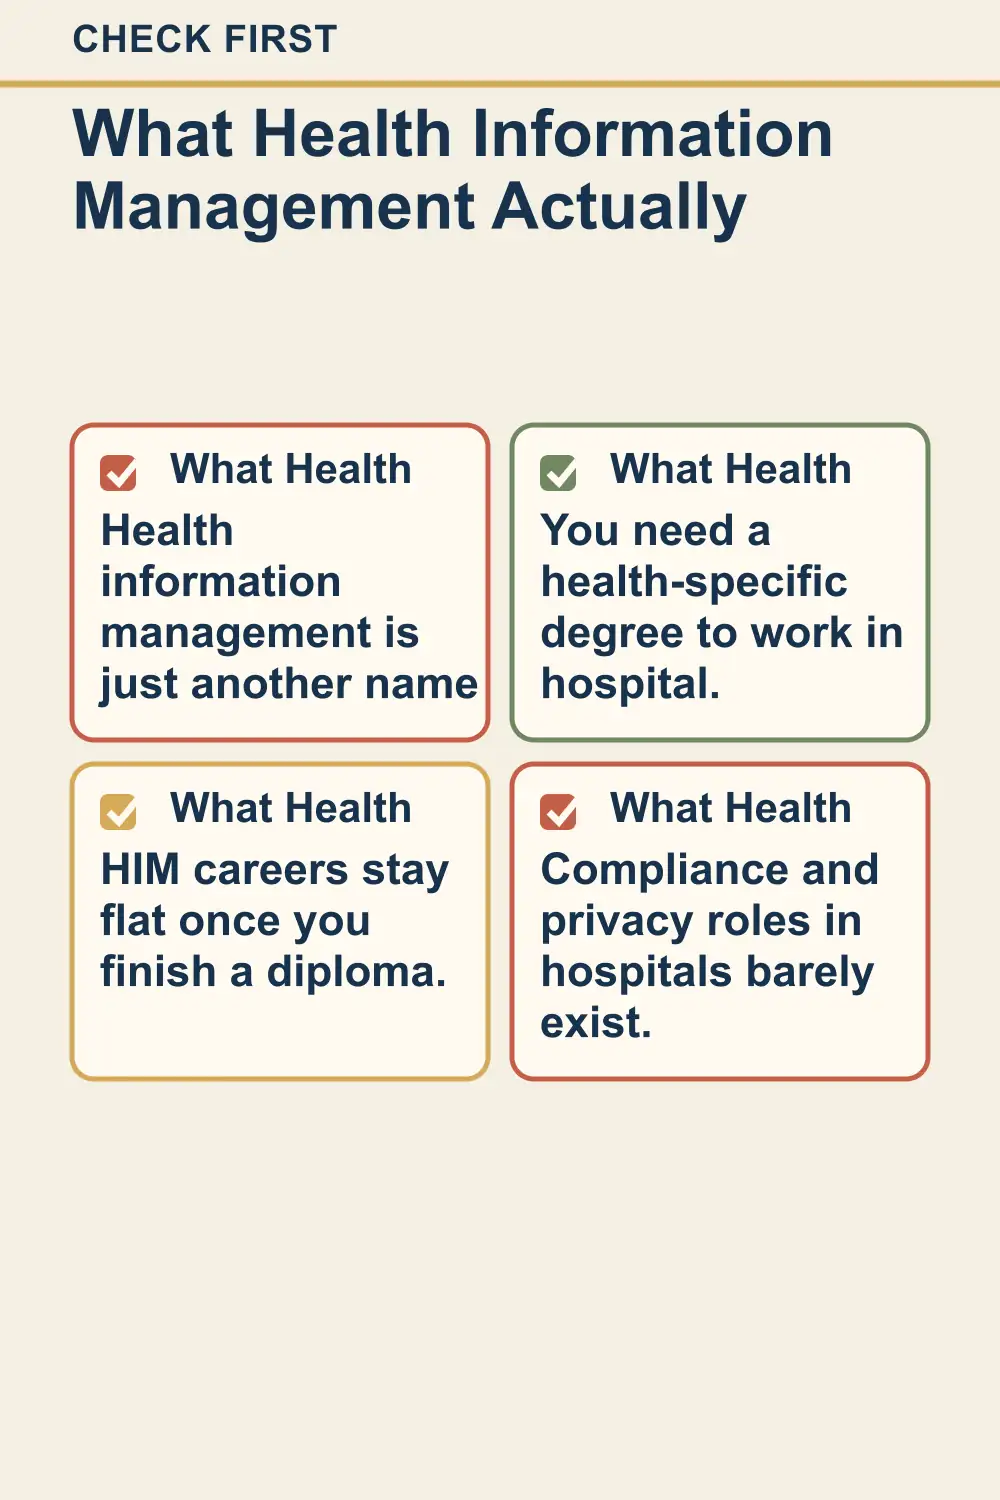 CHECK FIRST
What Health Information
Management Actually
What Health
Health
information
management is
just another name
What Health
You need a
health-specific
degree to work in
hospital.
What Health
HIM careers stay
flat once you
finish a diploma.
What Health
Compliance and
privacy roles in
hospitals barely
exist.